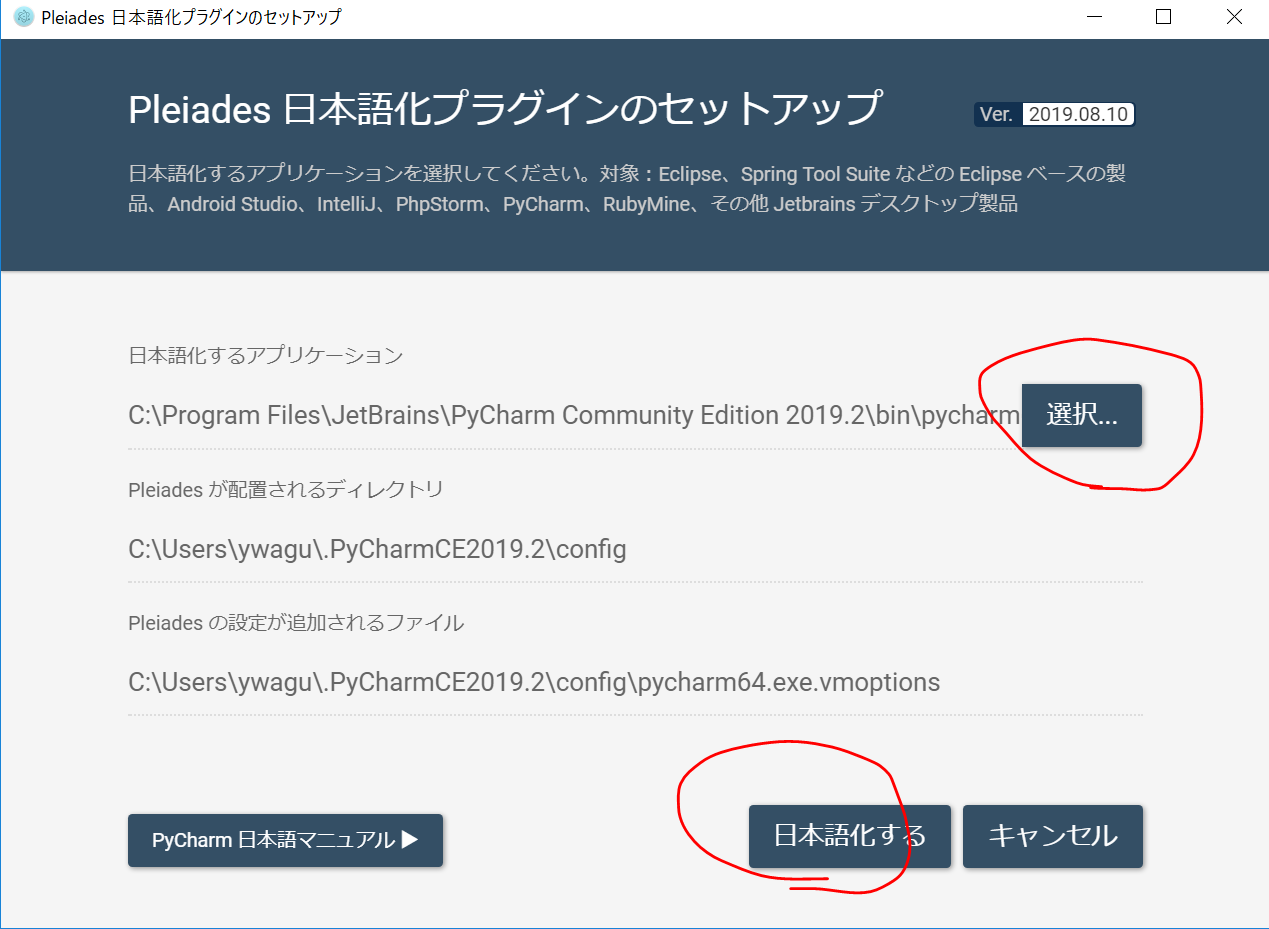 Pleiades 日本語化プラグインのセットアップ
Pleiades 日本語化プラグインのセットアップ
Ver. 2019.08.10
日本語化するアプリケーションを選択してください。対象：Eclipse、Spring Tool Suite などの Eclipse ベースの製
品、Android Studio、IntelliJ、PhpStorm、PyCharm、RubyMine、その他 Jetbrains デスクトップ製品
日本語化するアプリケーション
C:\Program Files\JetBrains\PyCharm Community Edition 2019.2\bin\pycharm
選択...
Pleiades が配置されるディレクトリ
C:\Users\ywagu\.PyCharmCE2019.2\config
Pleiades の設定が追加されるファイル
C:\Users\ywagu\.PyCharmCE2019.2\config\pycharm64.exe.vmoptions
PyCharm 日本語マニュアル ▶
日本語化する
キャンセル